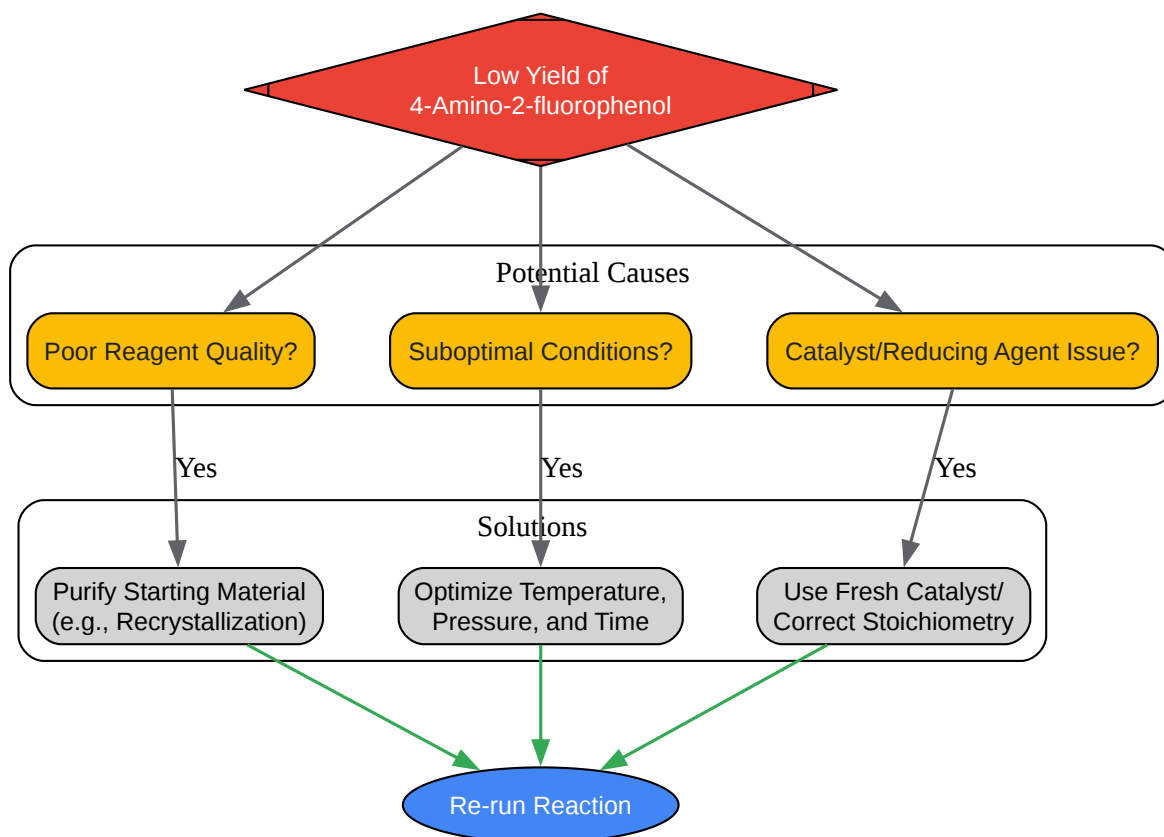 Low Yield of
4-Amino-2-fluorophenol
Potential Causes
Poor Reagent Quality?
Suboptimal Conditions?
Catalyst/Reducing Agent Issue?
Yes
Yes
Yes
Solutions
Purify Starting Material
(e.g., Recrystallization)
Optimize Temperature,
Pressure, and Time
Use Fresh Catalyst/
Correct Stoichiometry
Re-run Reaction